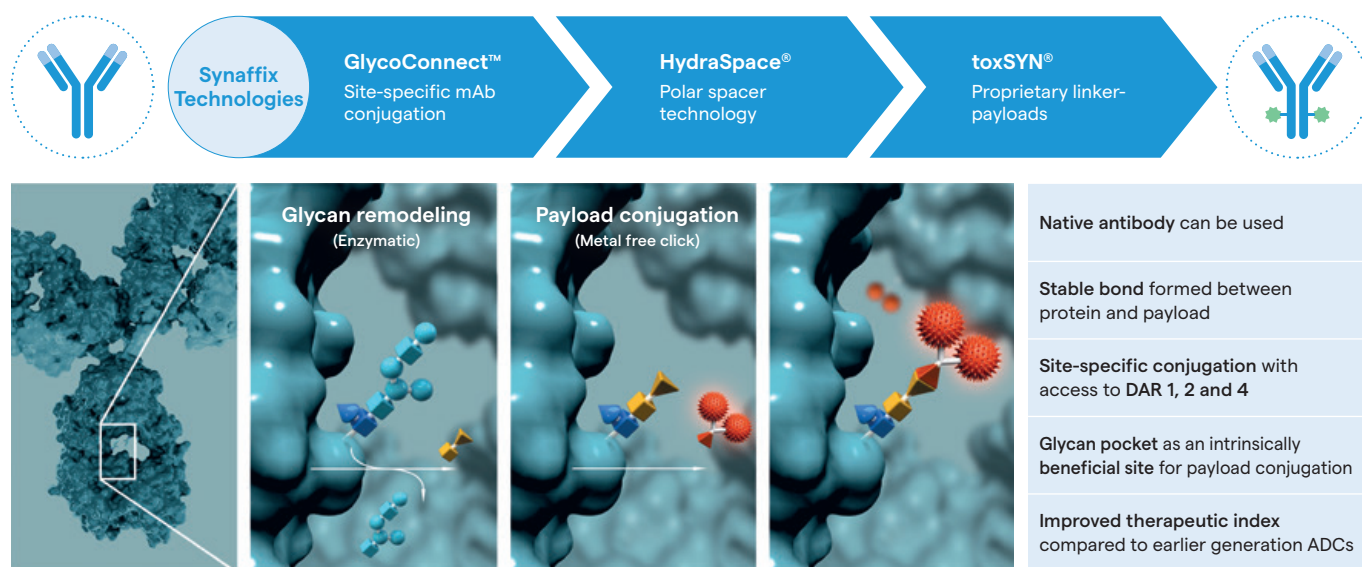 Synaffix
Technologies
GlycoConnect™
Site-specific mAb
conjugation
HydraSpace®
Polar spacer
technology
toxSYN®
Proprietary linker-
payloads
Glycan remodeling
(Enzymatic)
Payload conjugation
(Metal free click)
Native antibody can be used
Stable bond formed between
protein and payload
Site-specific conjugation with
access to DAR 1, 2 and 4
Glycan pocket as an intrinsically
beneficial site for payload conjugation
Improved therapeutic index
compared to earlier generation ADCs